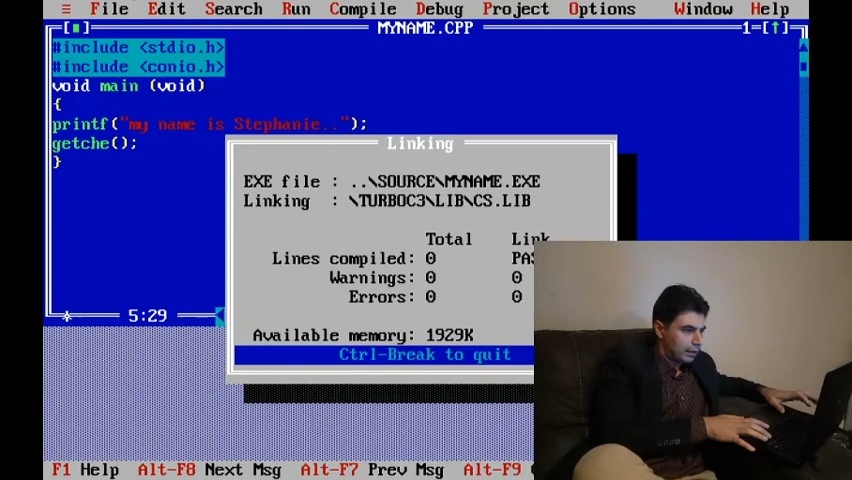 ≡ File Edit Search Run Compile Debug Project Options Window Help
[■] MYNAME.CPP 1=[↑]
#include <stdio.h>
#include <conio.h>
void main (void)
{
printf("my name is Stephanie..");
getche();
}
Linking
EXE file : ..\SOURCE\MYNAME.EXE
Linking : \TURBOC3\LIB\CS.LIB
Total Link
Lines compiled: 0
Warnings: 0 0
Errors: 0 0
Available memory: 1929K
Ctrl-Break to quit
5:29
F1 Help Alt-F8 Next Msg Alt-F7 Prev Msg Alt-F9